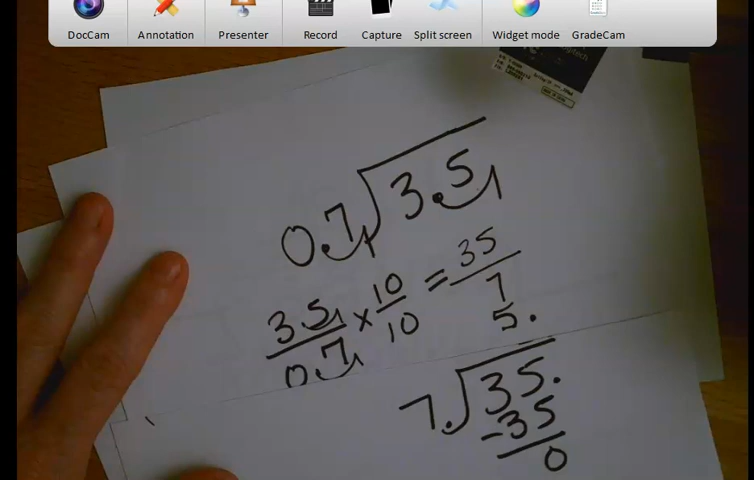 DocCam Annotation Presenter Record Capture Split screen Widget mode GradeCam
0.7 3.5
3.5 / 0.7 × 10 / 10 = 35 / 7
5.
7. 35.
-35
0